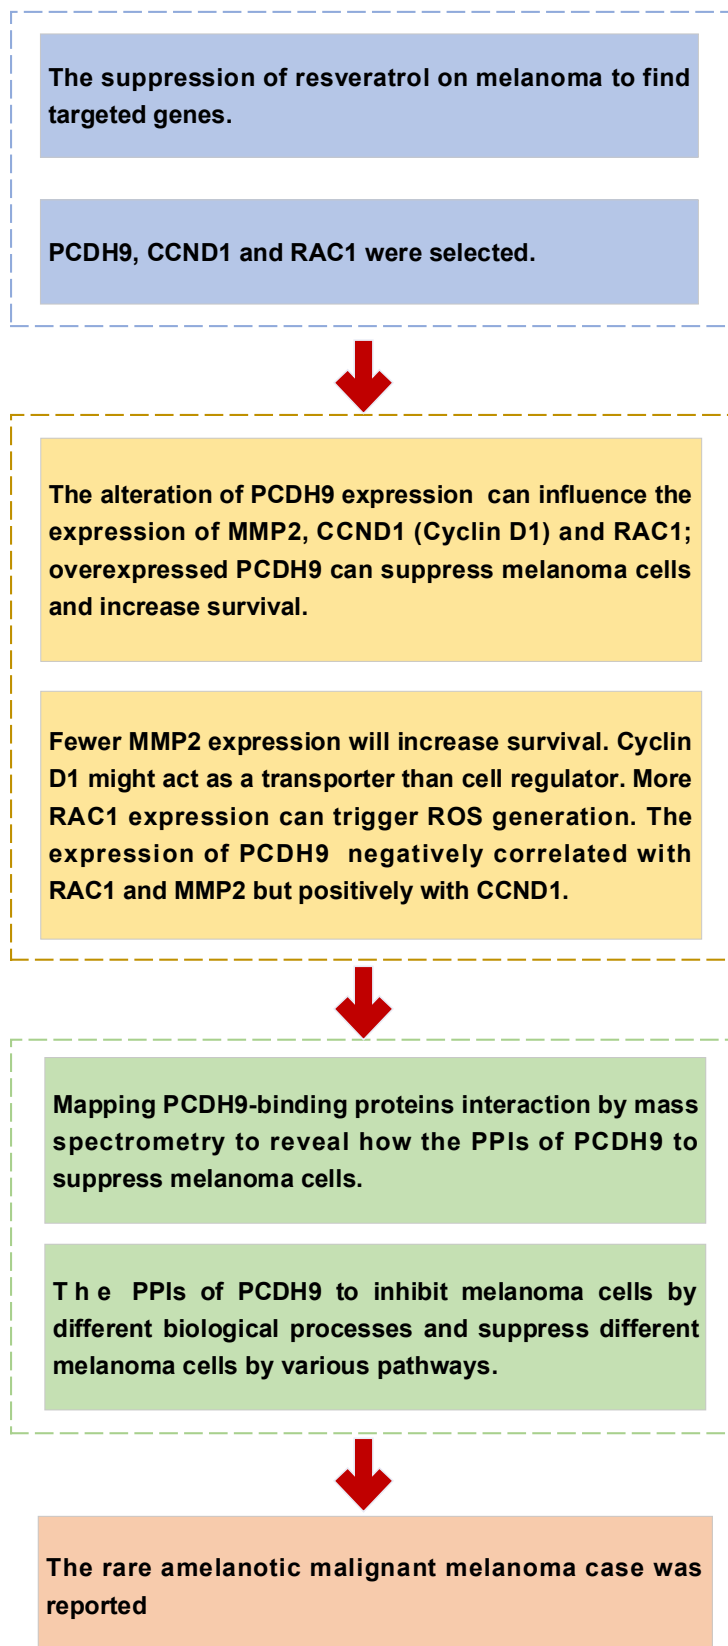 The suppression of resveratrol on melanoma to find
targeted genes.
PCDH9, CCND1 and RAC1 were selected.
The alteration of PCDH9 expression can influence the
expression of MMP2, CCND1 (Cyclin D1) and RAC1;
overexpressed PCDH9 can suppress melanoma cells
and increase survival.
Fewer MMP2 expression will increase survival. Cyclin
D1 might act as a transporter than cell regulator. More
RAC1 expression can trigger ROS generation. The
expression of PCDH9 negatively correlated with
RAC1 and MMP2 but positively with CCND1.
Mapping PCDH9-binding proteins interaction by mass
spectrometry to reveal how the PPIs of PCDH9 to
suppress melanoma cells.
The PPIs of PCDH9 to inhibit melanoma cells by
different biological processes and suppress different
melanoma cells by various pathways.
The rare amelanotic malignant melanoma case was
reported